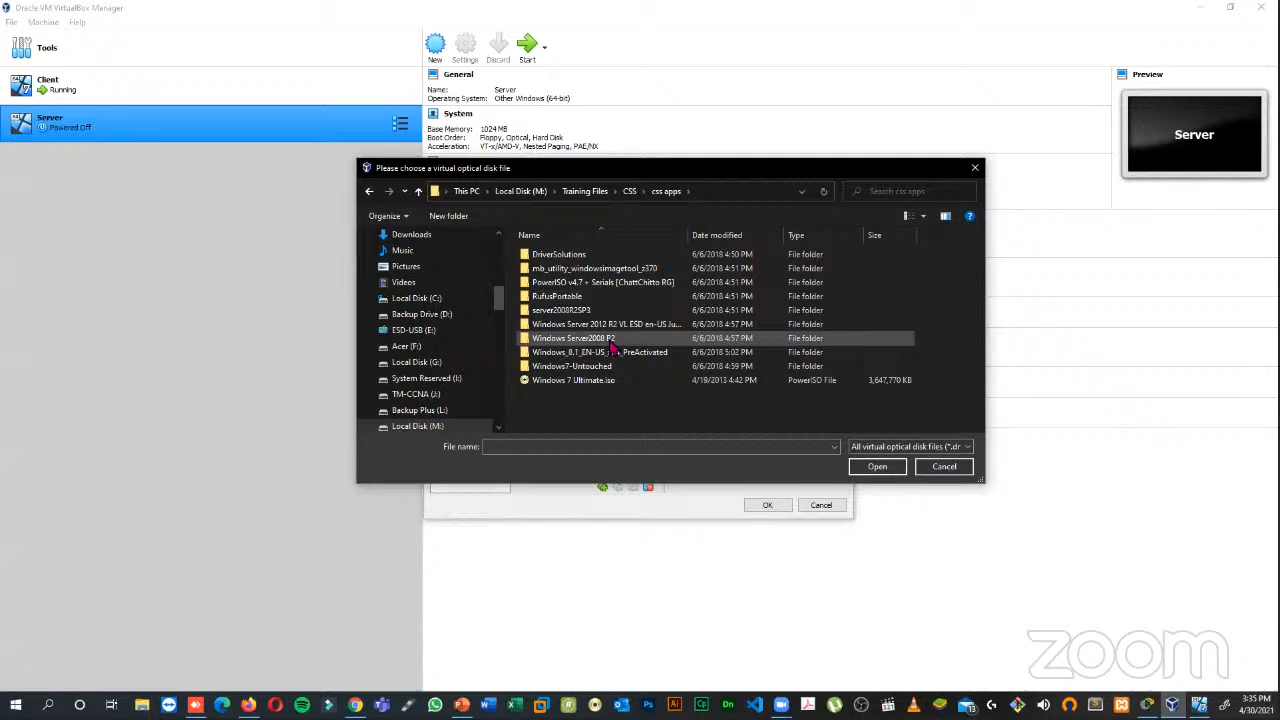 Oracle VM VirtualBox Manager
File Machine Help
Tools
Client
Running
Server
Powered Off
New Settings Discard Start
General
Name: Server
Operating System: Other Windows (64-bit)
System
Base Memory: 1024 MB
Boot Order: Floppy, Optical, Hard Disk
Acceleration: VT-x/AMD-V, Nested Paging, PAE/NX
Preview
Server
Please choose a virtual optical disk file
This PC › Local Disk (M:) › Training Files › CSS › css apps ›
Search css apps
Organize New folder
Downloads
Music
Pictures
Videos
Local Disk (C:)
Backup Drive (D:)
ESD-USB (E:)
Acer (F:)
Local Disk (G:)
System Reserved (I:)
TM-CCNA (J:)
Backup Plus (L:)
Local Disk (M:)
Name Date modified Type Size
DriverSolutions 6/6/2018 4:50 PM File folder
mb_utility_windowsimagetool_z370 6/6/2018 4:51 PM File folder
PowerISO v4.7 + Serials [ChattChitto RG] 6/6/2018 4:51 PM File folder
RufusPortable 6/6/2018 4:51 PM File folder
server2008R2SP3 6/6/2018 4:51 PM File folder
Windows Server 2012 R2 VL ESD en-US Ju... 6/6/2018 4:57 PM File folder
Windows Server2008 R2 6/6/2018 4:57 PM File folder
Windows_8.1_EN-US_ _PreActivated 6/6/2018 5:02 PM File folder
Windows7-Untouched 6/6/2018 4:59 PM File folder
Windows 7 Ultimate.iso 4/19/2013 4:42 PM PowerISO File 3,647,770 KB
File name: All virtual optical disk files (*.dr
Open Cancel
OK Cancel
zoom
3:35 PM
4/30/2021